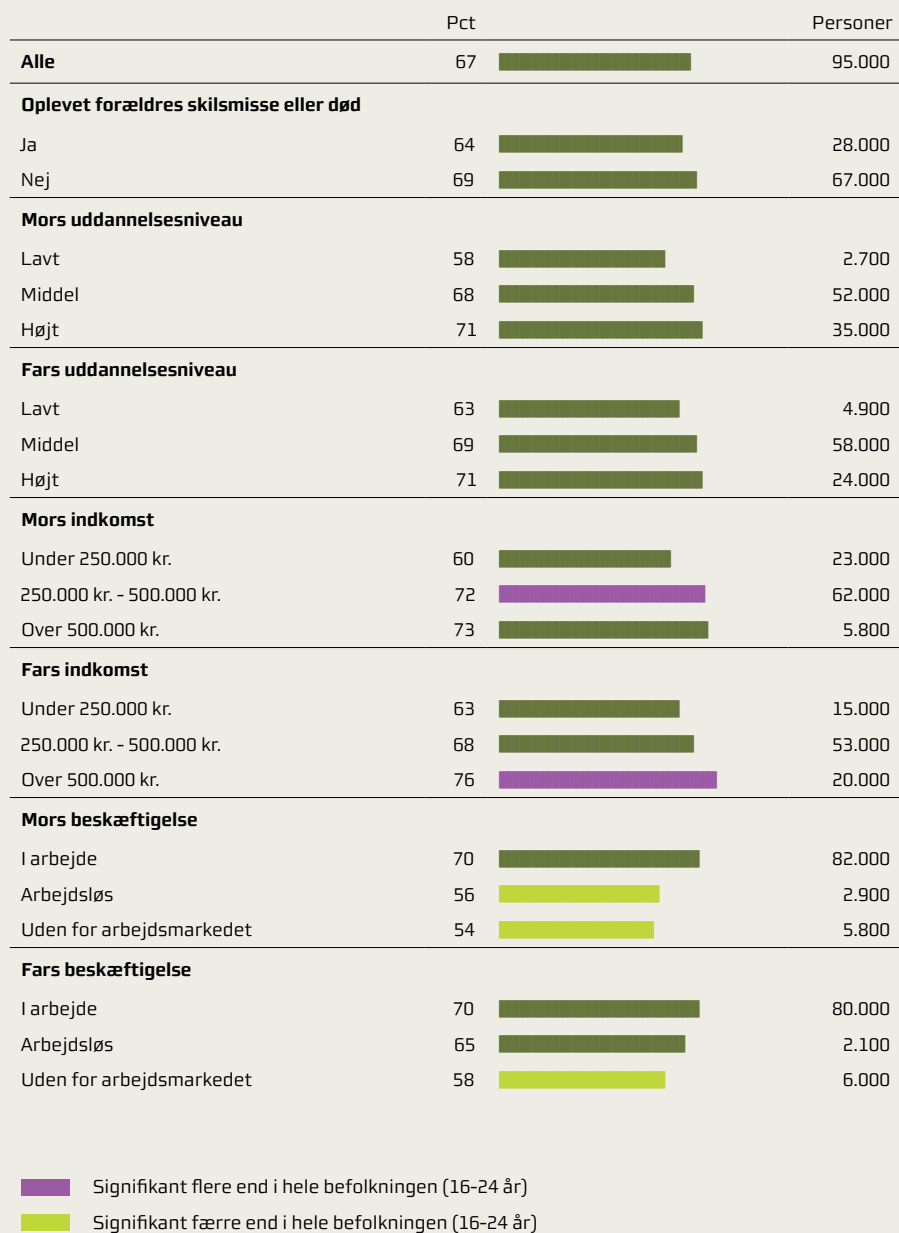 Pct Personer
Alle 67 95.000
Oplevet forældres skilsmisse eller død
Ja 64 28.000
Nej 69 67.000
Mors uddannelsesniveau
Lavt 58 2.700
Middel 68 52.000
Højt 71 35.000
Fars uddannelsesniveau
Lavt 63 4.900
Middel 69 58.000
Højt 71 24.000
Mors indkomst
Under 250.000 kr. 60 23.000
250.000 kr. - 500.000 kr. 72 62.000
Over 500.000 kr. 73 5.800
Fars indkomst
Under 250.000 kr. 63 15.000
250.000 kr. - 500.000 kr. 68 53.000
Over 500.000 kr. 76 20.000
Mors beskæftigelse
I arbejde 70 82.000
Arbejdsløs 56 2.900
Uden for arbejdsmarkedet 54 5.800
Fars beskæftigelse
I arbejde 70 80.000
Arbejdsløs 65 2.100
Uden for arbejdsmarkedet 58 6.000
Signifikant flere end i hele befolkningen (16-24 år)
Signifikant færre end i hele befolkningen (16-24 år)